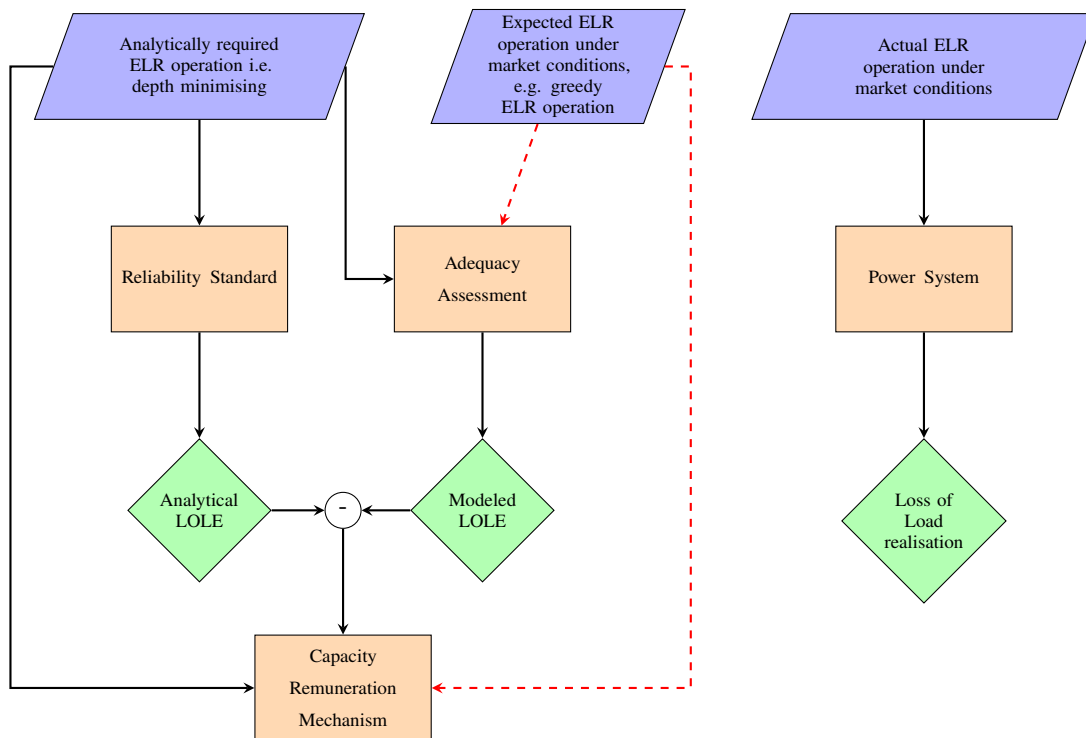 Analytically required
ELR operation i.e.
depth minimising
Expected ELR
operation under
market conditions,
e.g. greedy
ELR operation
Actual ELR
operation under
market conditions
Reliability Standard
Adequacy
Assessment
Power System
Analytical
LOLE
-
Modeled
LOLE
Loss of
Load
realisation
Capacity
Remuneration
Mechanism